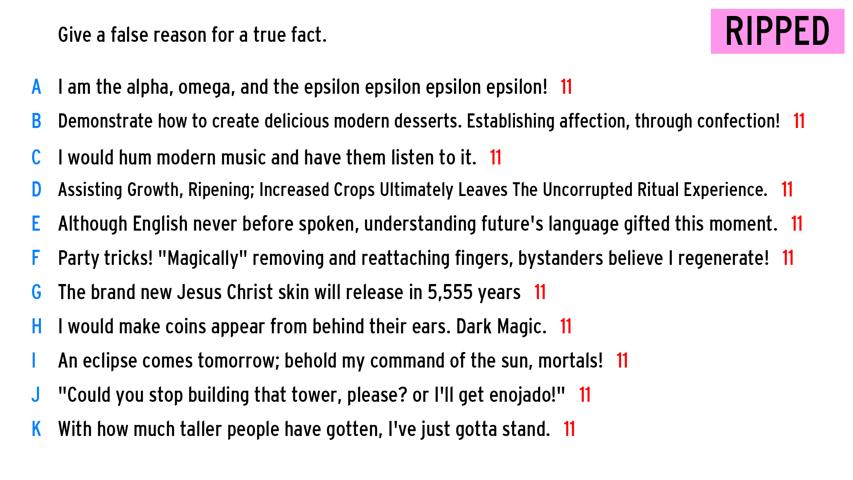 Give a false reason for a true fact.
RIPPED
A I am the alpha, omega, and the epsilon epsilon epsilon epsilon! 11
B Demonstrate how to create delicious modern desserts. Establishing affection, through confection! 11
C I would hum modern music and have them listen to it. 11
D Assisting Growth, Ripening; Increased Crops Ultimately Leaves The Uncorrupted Ritual Experience. 11
E Although English never before spoken, understanding future's language gifted this moment. 11
F Party tricks! "Magically" removing and reattaching fingers, bystanders believe I regenerate! 11
G The brand new Jesus Christ skin will release in 5,555 years 11
H I would make coins appear from behind their ears. Dark Magic. 11
I An eclipse comes tomorrow; behold my command of the sun, mortals! 11
J "Could you stop building that tower, please? or I'll get enojado!" 11
K With how much taller people have gotten, I've just gotta stand. 11